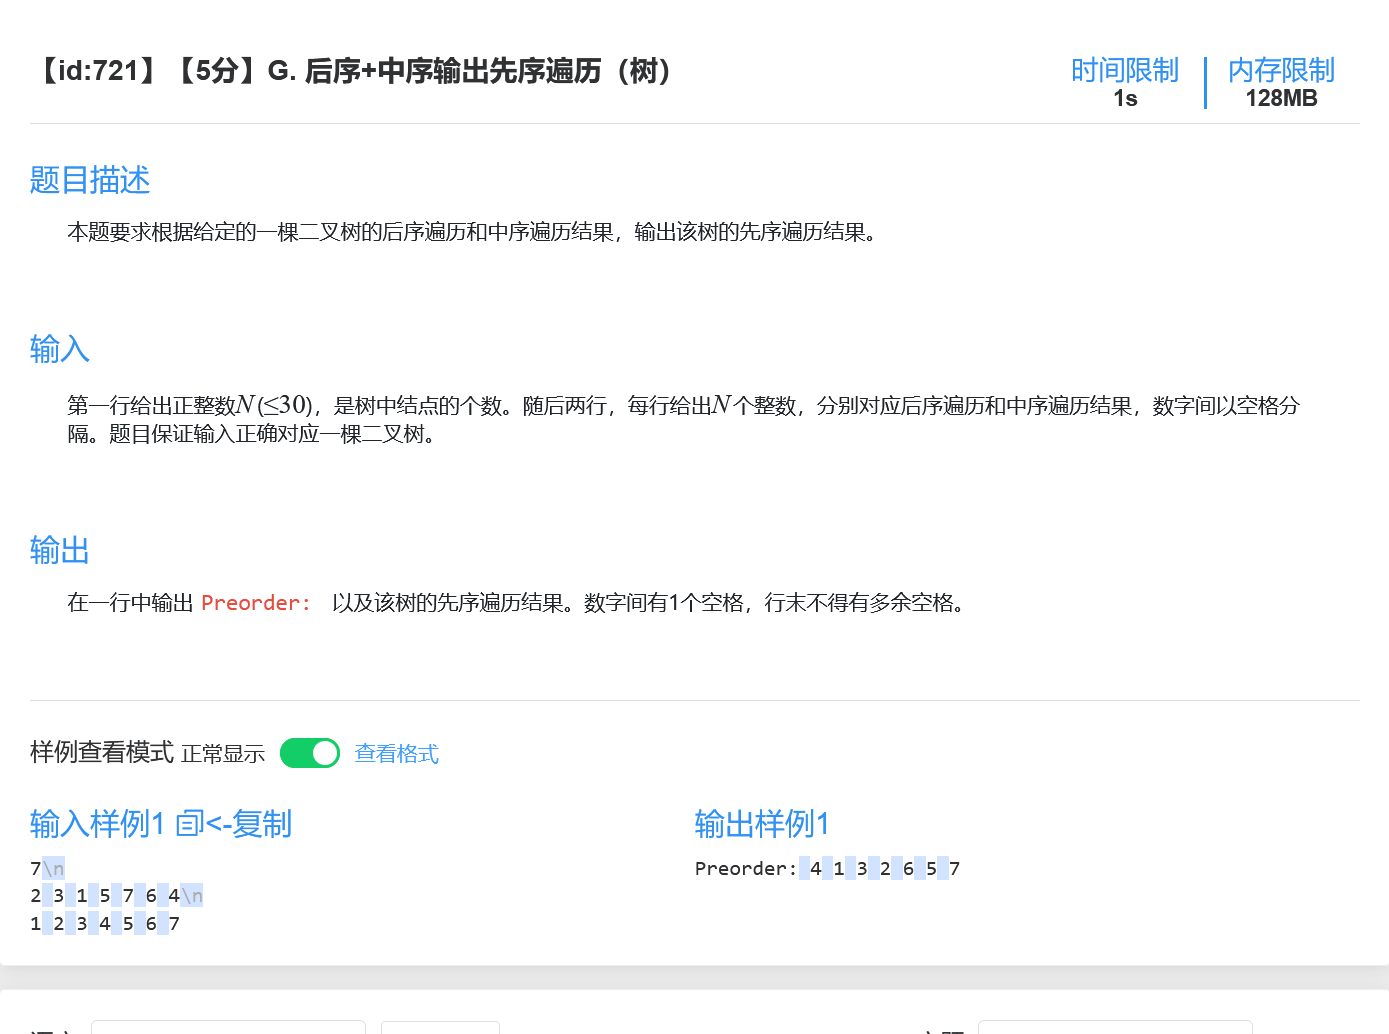 【id:721】【5分】G. 后序+中序输出先序遍历（树）
时间限制
1s
内存限制
128MB
题目描述
本题要求根据给定的一棵二叉树的后序遍历和中序遍历结果，输出该树的先序遍历结果。
输入
第一行给出正整数N(≤30)，是树中结点的个数。随后两行，每行给出N个整数，分别对应后序遍历和中序遍历结果，数字间以空格分
隔。题目保证输入正确对应一棵二叉树。
输出
在一行中输出 Preorder: 以及该树的先序遍历结果。数字间有1个空格，行末不得有多余空格。
样例查看模式 正常显示 查看格式
输入样例1 <-复制
7\n
2 3 1 5 7 6 4\n
1 2 3 4 5 6 7
输出样例1
Preorder: 4 1 3 2 6 5 7